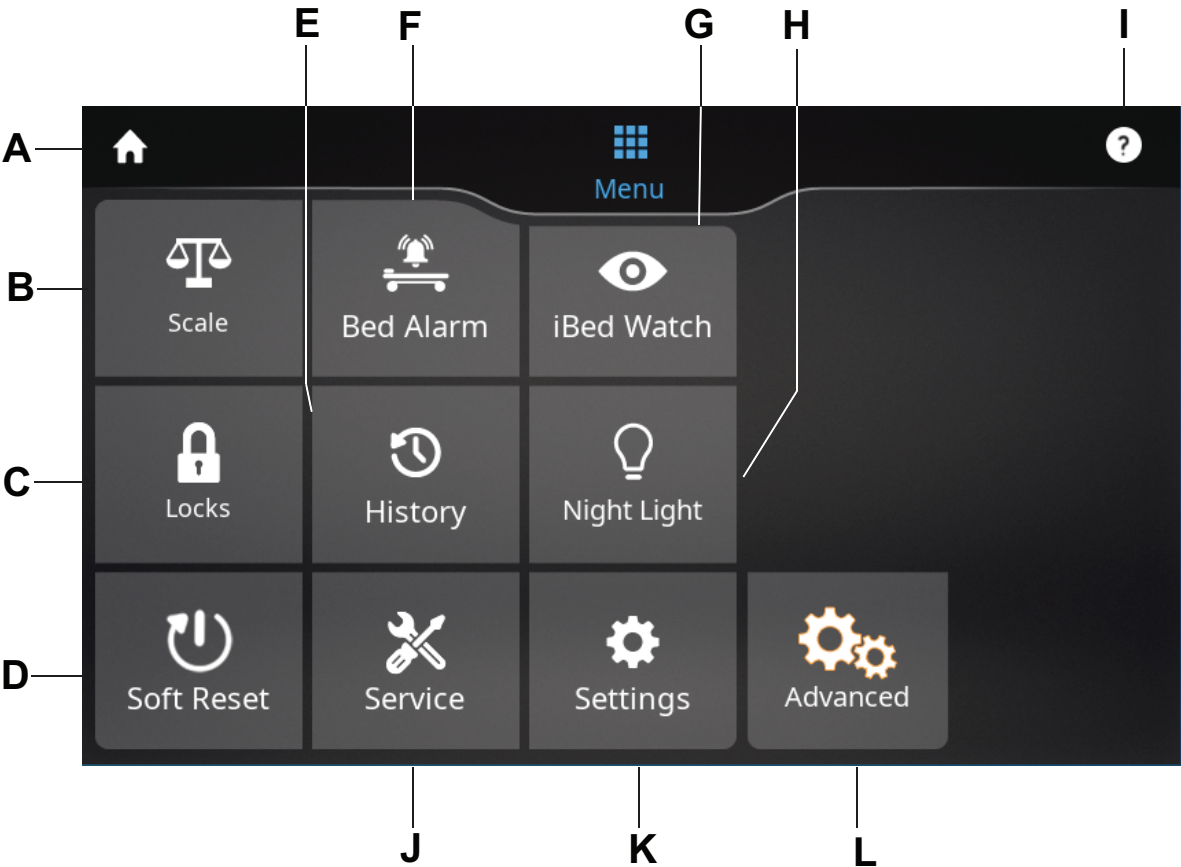 E F G H I
A ?
Menu
B Scale Bed Alarm iBed Watch
C Locks History Night Light
D Soft Reset Service Settings Advanced
J K L